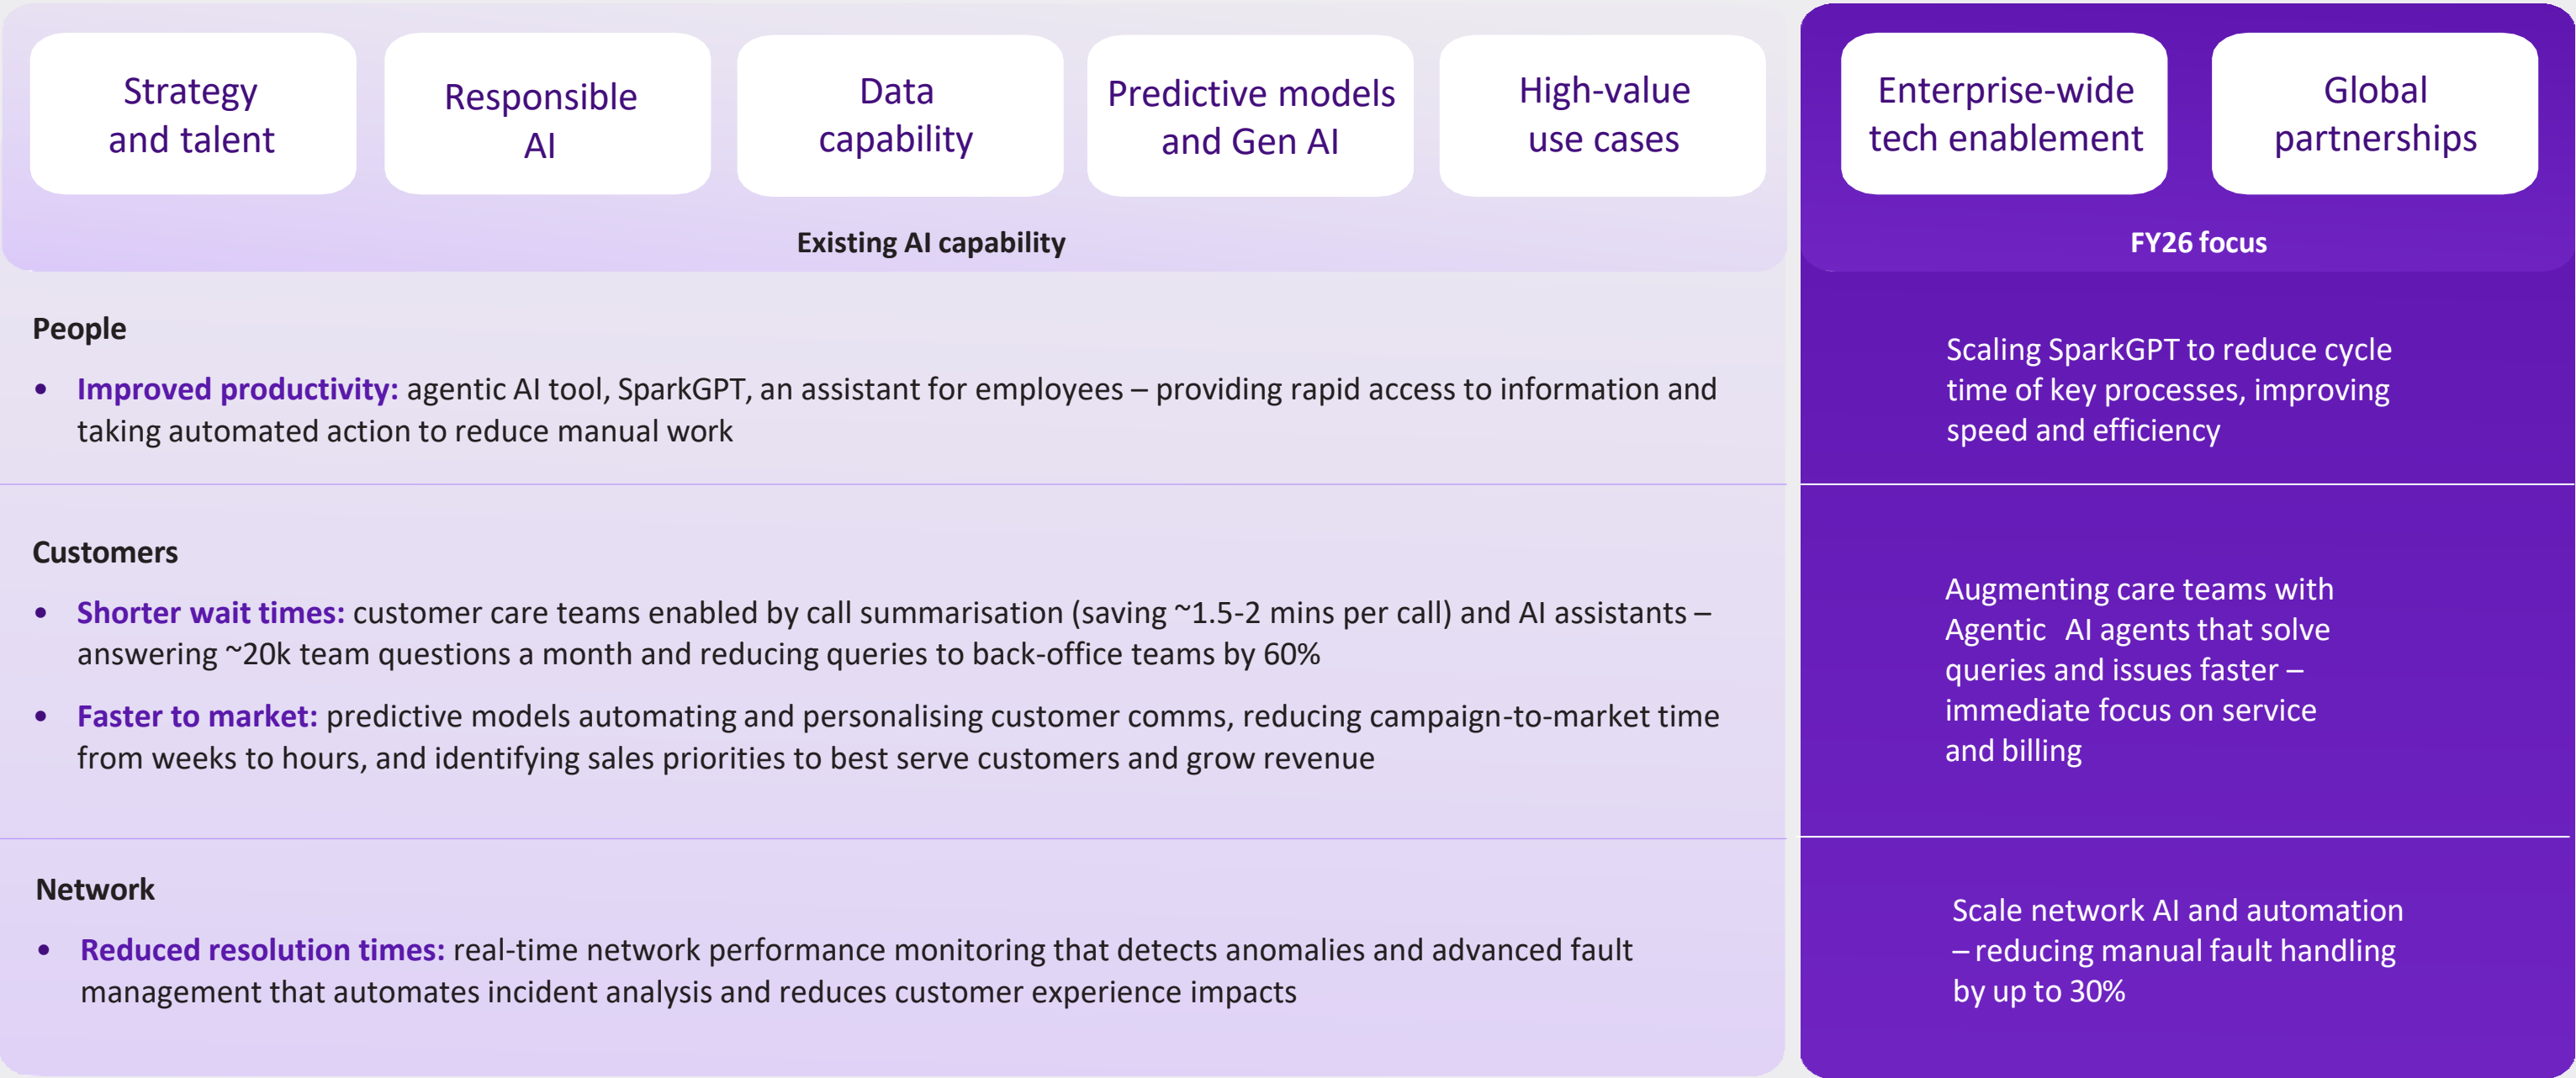 Strategy
and talent
Responsible
AI
Data
capability
Predictive models
and Gen AI
High-value
use cases
Existing AI capability
Enterprise-wide
tech enablement
Global
partnerships
FY26 focus
People
• Improved productivity: agentic AI tool, SparkGPT, an assistant for employees – providing rapid access to information and
taking automated action to reduce manual work
Scaling SparkGPT to reduce cycle
time of key processes, improving
speed and efficiency
Customers
• Shorter wait times: customer care teams enabled by call summarisation (saving ~1.5-2 mins per call) and AI assistants –
answering ~20k team questions a month and reducing queries to back-office teams by 60%
• Faster to market: predictive models automating and personalising customer comms, reducing campaign-to-market time
from weeks to hours, and identifying sales priorities to best serve customers and grow revenue
Augmenting care teams with
Agentic AI agents that solve
queries and issues faster –
immediate focus on service
and billing
Network
• Reduced resolution times: real-time network performance monitoring that detects anomalies and advanced fault
management that automates incident analysis and reduces customer experience impacts
Scale network AI and automation
– reducing manual fault handling
by up to 30%